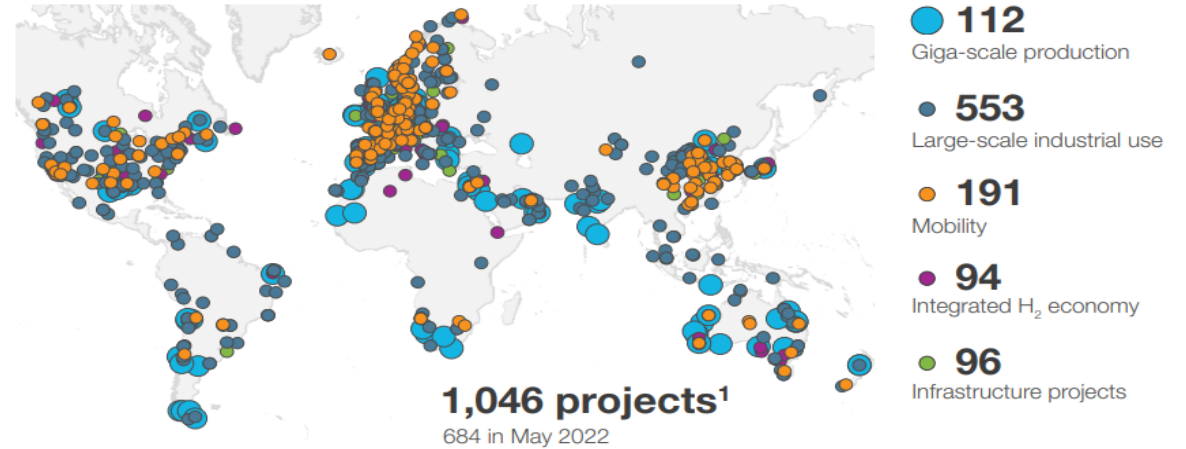 112
Giga-scale production
553
Large-scale industrial use
191
Mobility
94
Integrated H₂ economy
96
Infrastructure projects
1,046 projects¹
684 in May 2022